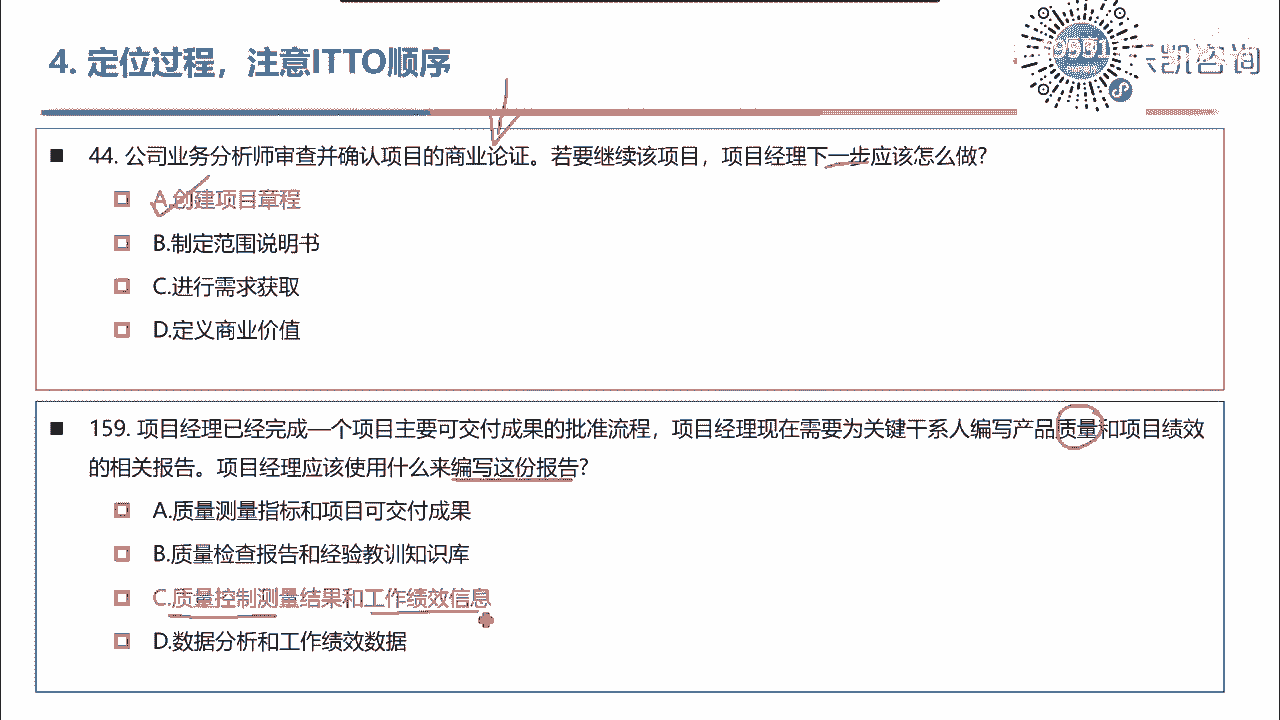 4. 定位过程，注意ITTO顺序
凯咨询
44. 公司业务分析师审查并确认项目的商业论证。若要继续该项目，项目经理下一步应该怎么做?
A.创建项目章程
B.制定范围说明书
C.进行需求获取
D.定义商业价值
159. 项目经理已经完成一个项目主要可交付成果的批准流程，项目经理现在需要为关键干系人编写产品质量和项目绩效
的相关报告。项目经理应该使用什么来编写这份报告?
A.质量测量指标和项目可交付成果
B.质量检查报告和经验教训知识库
C.质量控制测量结果和工作绩效信息
D.数据分析和工作绩效数据